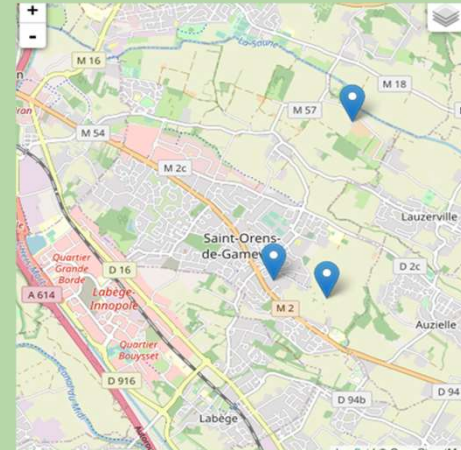 +
-
La Saune
M 16
M 18
M 57
M 54
M 2c
Lauzerville
Saint-Orens-
de-Gamev
Quartier
Grande
Borde
D 16
D 2c
A 614
Labège-
Innopole
M 2
Auzielle
Quartier
Bouysset
D 916
D 94b
D 94
Labège